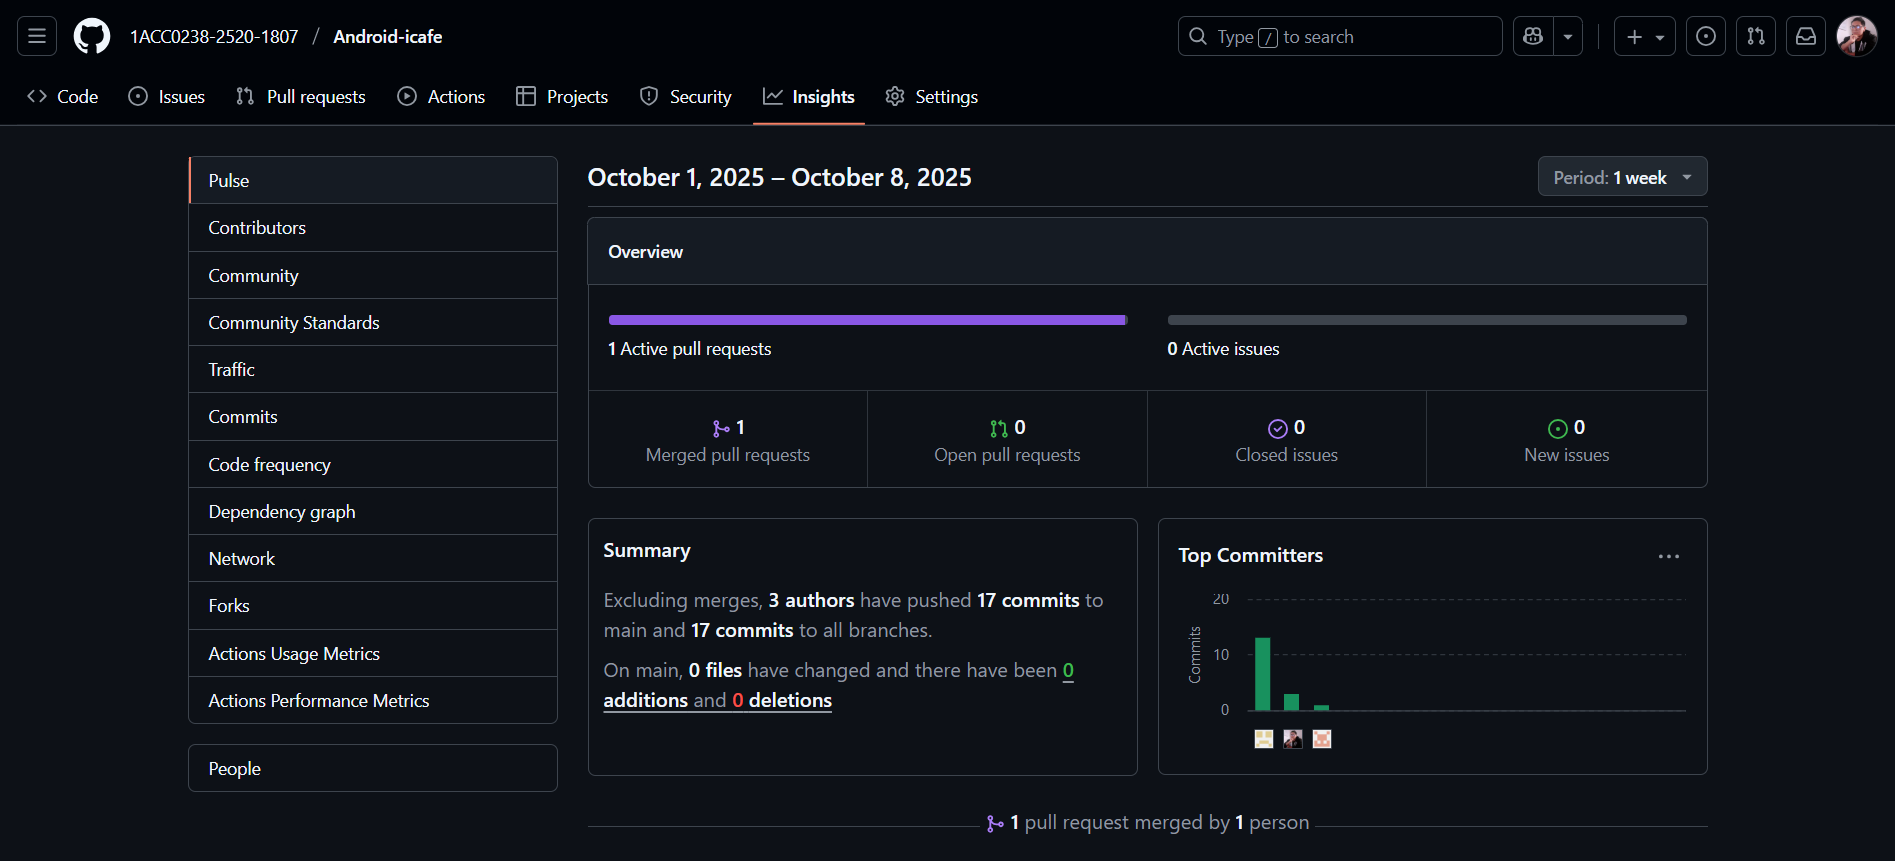 1ACC0238-2520-1807 / Android-icafe
Type / to search
Code Issues Pull requests Actions Projects Security Insights Settings
Pulse
Contributors
Community
Community Standards
Traffic
Commits
Code frequency
Dependency graph
Network
Forks
Actions Usage Metrics
Actions Performance Metrics
People
October 1, 2025 – October 8, 2025
Period: 1 week
Overview
1 Active pull requests
0 Active issues
1
Merged pull requests
0
Open pull requests
0
Closed issues
0
New issues
Summary
Excluding merges, 3 authors have pushed 17 commits to
main and 17 commits to all branches.
On main, 0 files have changed and there have been 0
additions and 0 deletions
Top Committers
Commits
20
10
0
1 pull request merged by 1 person